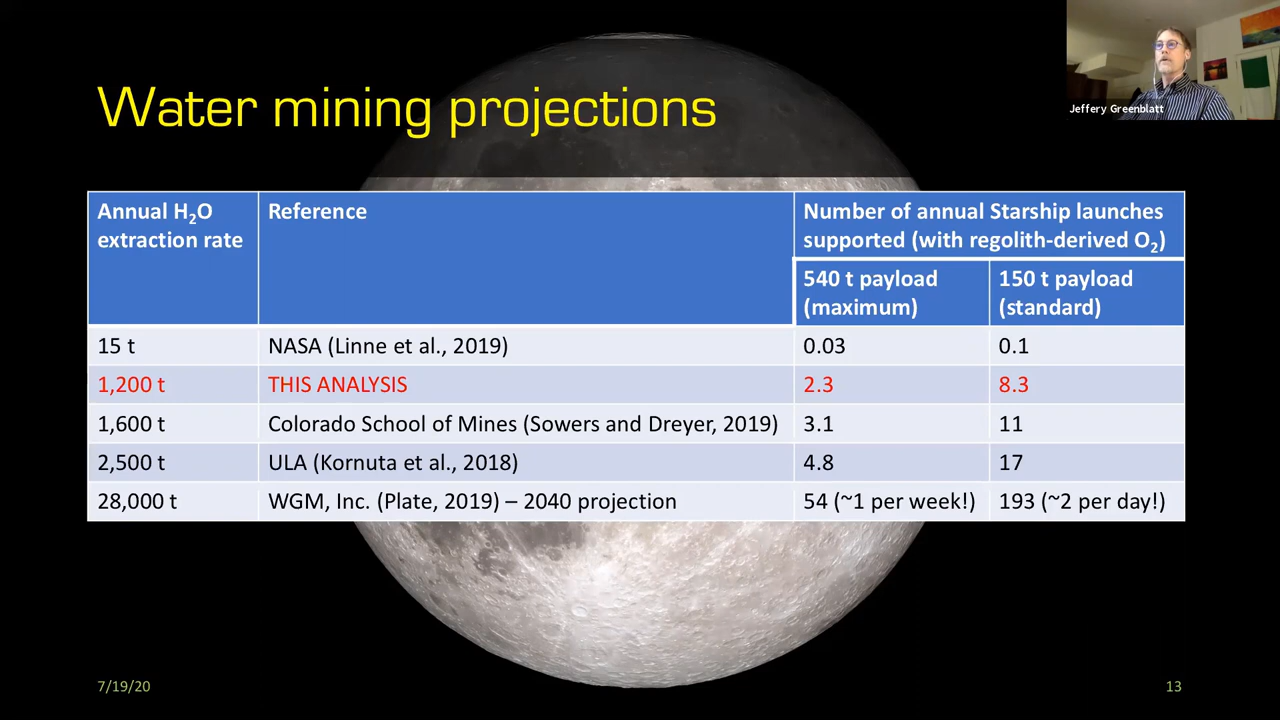 Water mining projections
Jeffery Greenblatt
Annual H₂O
extraction rate
Reference
Number of annual Starship launches
supported (with regolith-derived O₂)
540 t payload
(maximum)
150 t payload
(standard)
15 t
NASA (Linne et al., 2019)
0.03
0.1
1,200 t
THIS ANALYSIS
2.3
8.3
1,600 t
Colorado School of Mines (Sowers and Dreyer, 2019)
3.1
11
2,500 t
ULA (Kornuta et al., 2018)
4.8
17
28,000 t
WGM, Inc. (Plate, 2019) – 2040 projection
54 (~1 per week!)
193 (~2 per day!)
7/19/20
13